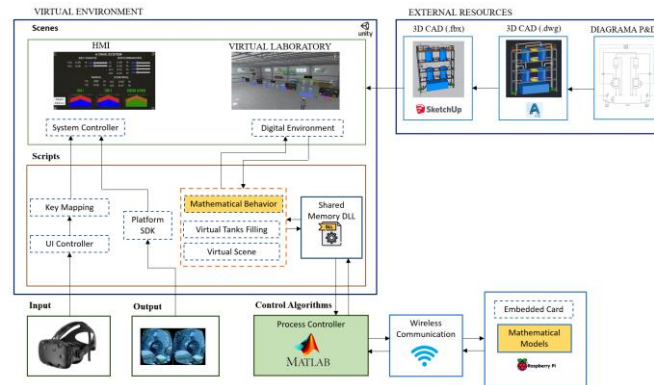 VIRTUAL ENVIRONMENT
EXTERNAL RESOURCES
Scenes
unity
3D CAD (.fbx)
3D CAD (.dwg)
DIAGRAMA P&D
HMI
VIRTUAL LABORATORY
SketchUp
System Controller
Digital Environment
Scripts
Key Mapping
Platform
SDK
UI Controller
Mathematical Behavior
Virtual Tanks Filling
Virtual Scene
Shared
Memory DLL
Input
Output
Control Algorithms
Process Controller
MATLAB
Wireless
Communication
Embedded Card
Mathematical
Models
Raspberry Pi